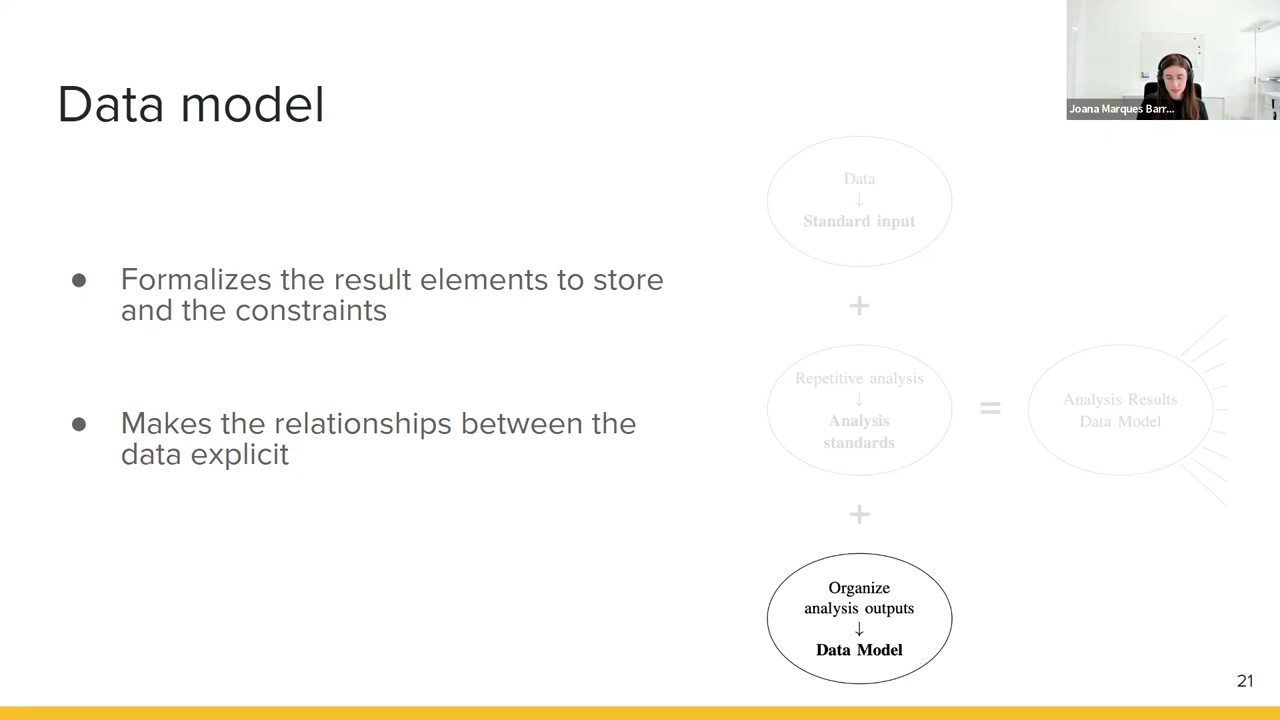 Joana Marques Barr...
Data model
● Formalizes the result elements to store
and the constraints
● Makes the relationships between the
data explicit
Data
↓
Standard input
+
Repetitive analysis
↓
Analysis
standards
=
Analysis Results
Data Model
+
Organize
analysis outputs
↓
Data Model
21